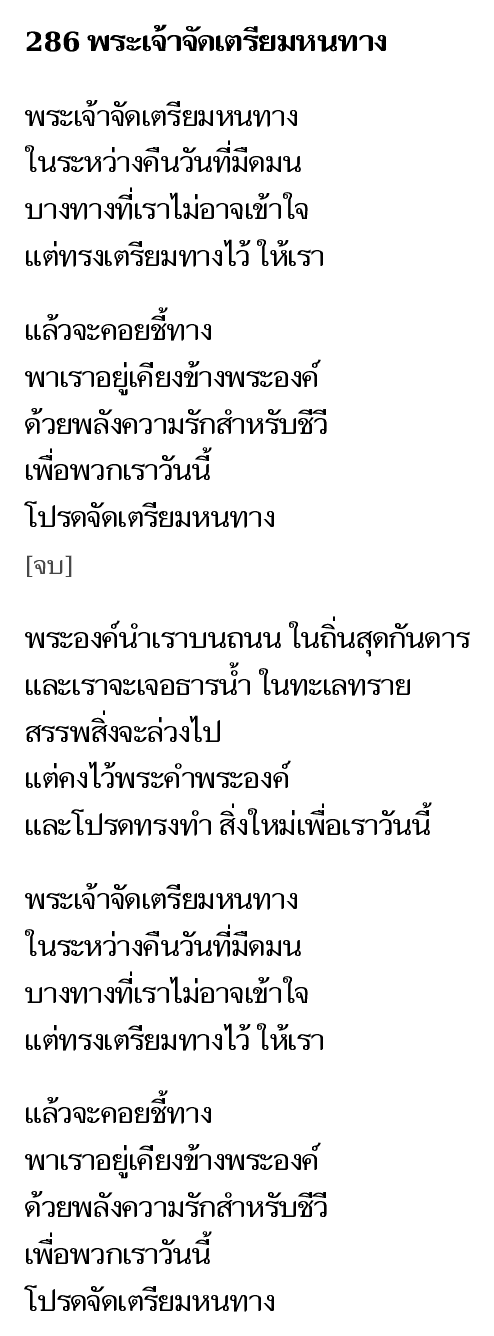 286 พระเจ้าจัดเตรียมหนทาง
พระเจ้าจัดเตรียมหนทาง
ในระหว่างคืนวันที่มืดมน
บางทางที่เราไม่อาจเข้าใจ
แต่ทรงเตรียมทางไว้ ให้เรา
แล้วจะคอยชี้ทาง
พาเราอยู่เคียงข้างพระองค์
ด้วยพลังความรักสำหรับชีวี
เพื่อพวกเราวันนี้
โปรดจัดเตรียมหนทาง
[จบ]
พระองค์นำเราบนถนน ในถิ่นสุดกันดาร
และเราจะเจอธารน้ำ ในทะเลทราย
สรรพสิ่งจะล่วงไป
แต่คงไว้พระคำพระองค์
และโปรดทรงทำ สิ่งใหม่เพื่อเราวันนี้
พระเจ้าจัดเตรียมหนทาง
ในระหว่างคืนวันที่มืดมน
บางทางที่เราไม่อาจเข้าใจ
แต่ทรงเตรียมทางไว้ ให้เรา
แล้วจะคอยชี้ทาง
พาเราอยู่เคียงข้างพระองค์
ด้วยพลังความรักสำหรับชีวี
เพื่อพวกเราวันนี้
โปรดจัดเตรียมหนทาง